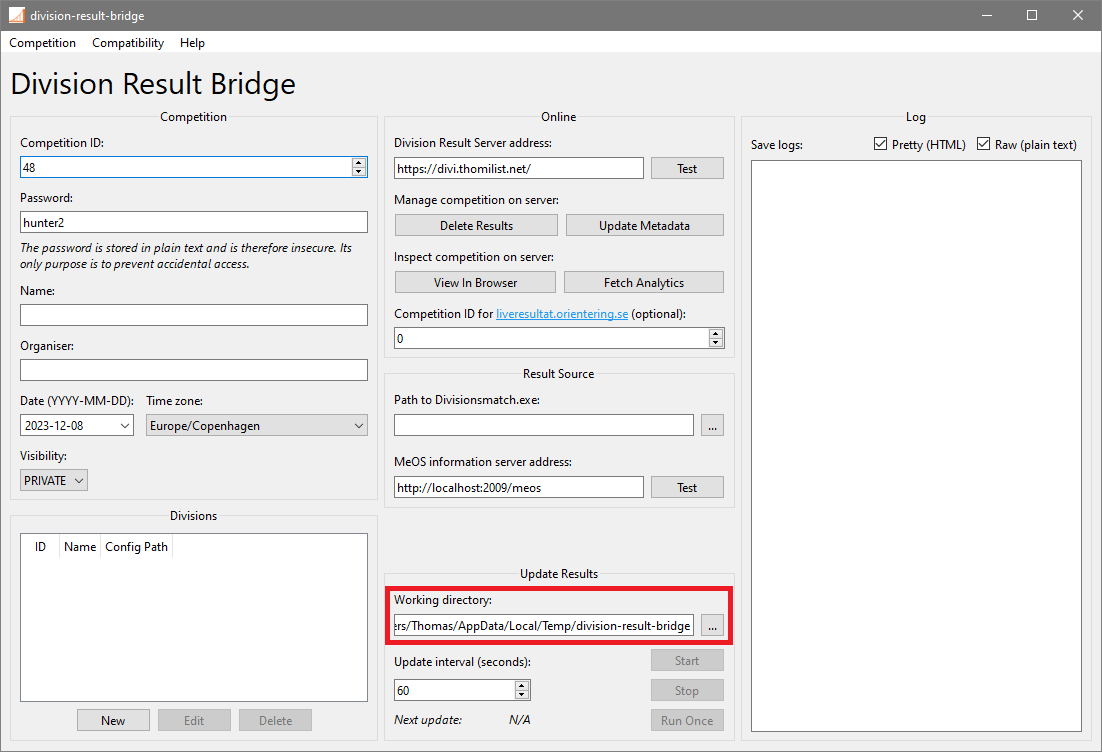 division-result-bridge
Competition Compatibility Help
Division Result Bridge
Competition
Competition ID:
48
Password:
hunter2
The password is stored in plain text and is therefore insecure. Its
only purpose is to prevent accidental access.
Name:
Organiser:
Date (YYYY-MM-DD): Time zone:
2023-12-08 Europe/Copenhagen
Visibility:
PRIVATE
Divisions
ID Name Config Path
New Edit Delete
Online
Division Result Server address:
https://divi.thomilist.net/ Test
Manage competition on server:
Delete Results Update Metadata
Inspect competition on server:
View In Browser Fetch Analytics
Competition ID for liveresultat.orientering.se (optional):
0
Result Source
Path to Divisionsmatch.exe:
...
MeOS information server address:
http://localhost:2009/meos Test
Update Results
Working directory:
ers/Thomas/AppData/Local/Temp/division-result-bridge ...
Update interval (seconds): Start
60 Stop
Next update: N/A Run Once
Log
Save logs: Pretty (HTML) Raw (plain text)